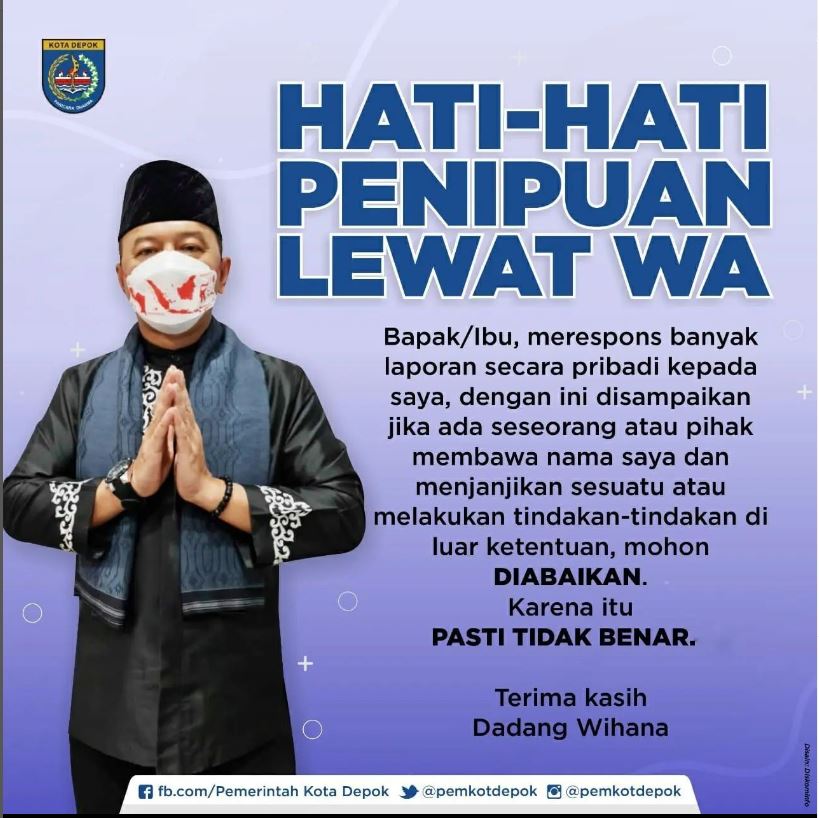 KOTA DEPOK
HATI-HATI
PENIPUAN
LEWAT WA
Bapak/Ibu, merespons banyak
laporan secara pribadi kepada
saya, dengan ini disampaikan
jika ada seseorang atau pihak
membawa nama saya dan
menjanjikan sesuatu atau
melakukan tindakan-tindakan di
luar ketentuan, mohon
DIABAIKAN.
Karena itu
PASTI TIDAK BENAR.
Terima kasih
Dadang Wihana
fb.com/Pemerintah Kota Depok @pemkotdepok @pemkotdepok